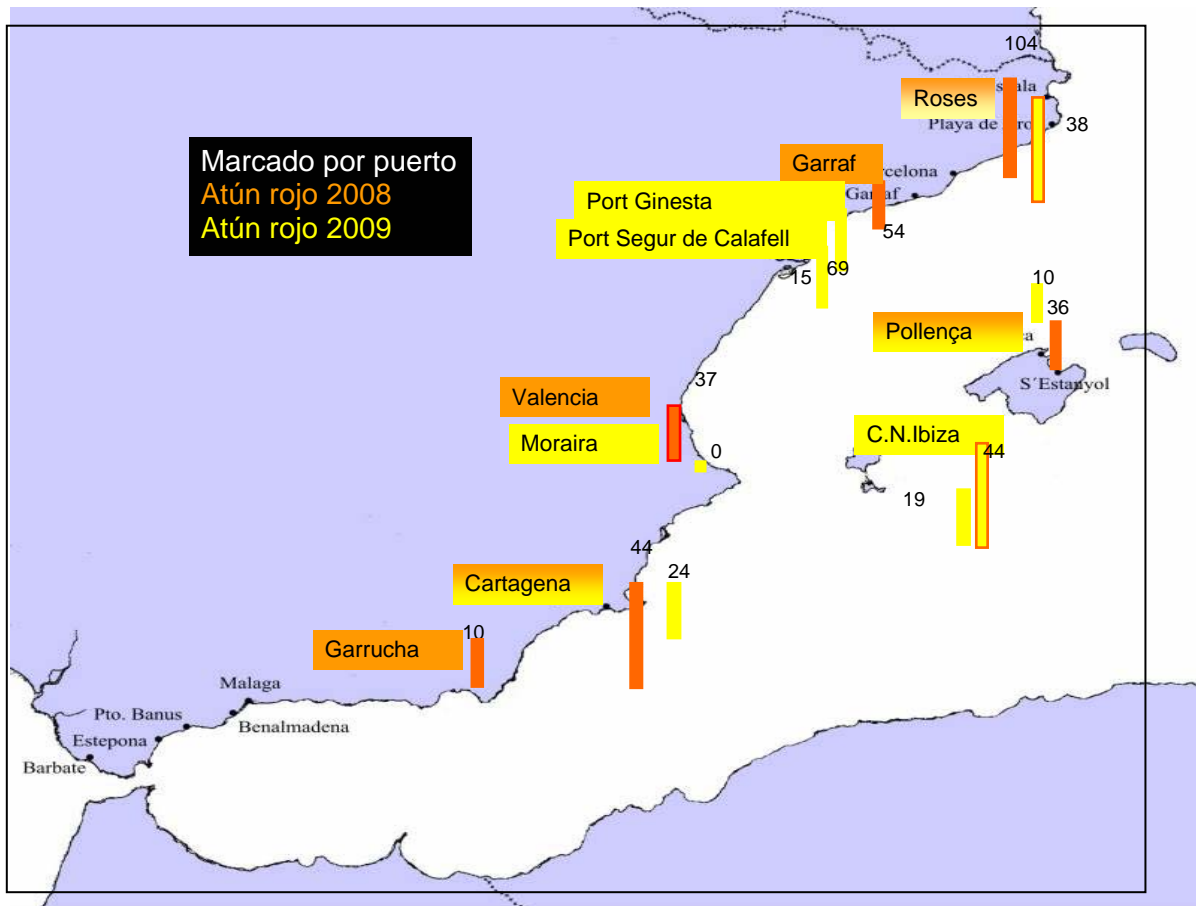 104
Roses
Playa de
38
Marcado por puerto
Atún rojo 2008
Atún rojo 2009
Garraf
Port Ginesta
54
Port Segur de Calafell
15
69
10
36
Pollença
S´Estanyol
37
Valencia
Moraira
0
C.N.Ibiza
44
19
44
24
Cartagena
10
Garrucha
Malaga
Pto. Banus
Benalmadena
Estepona
Barbate